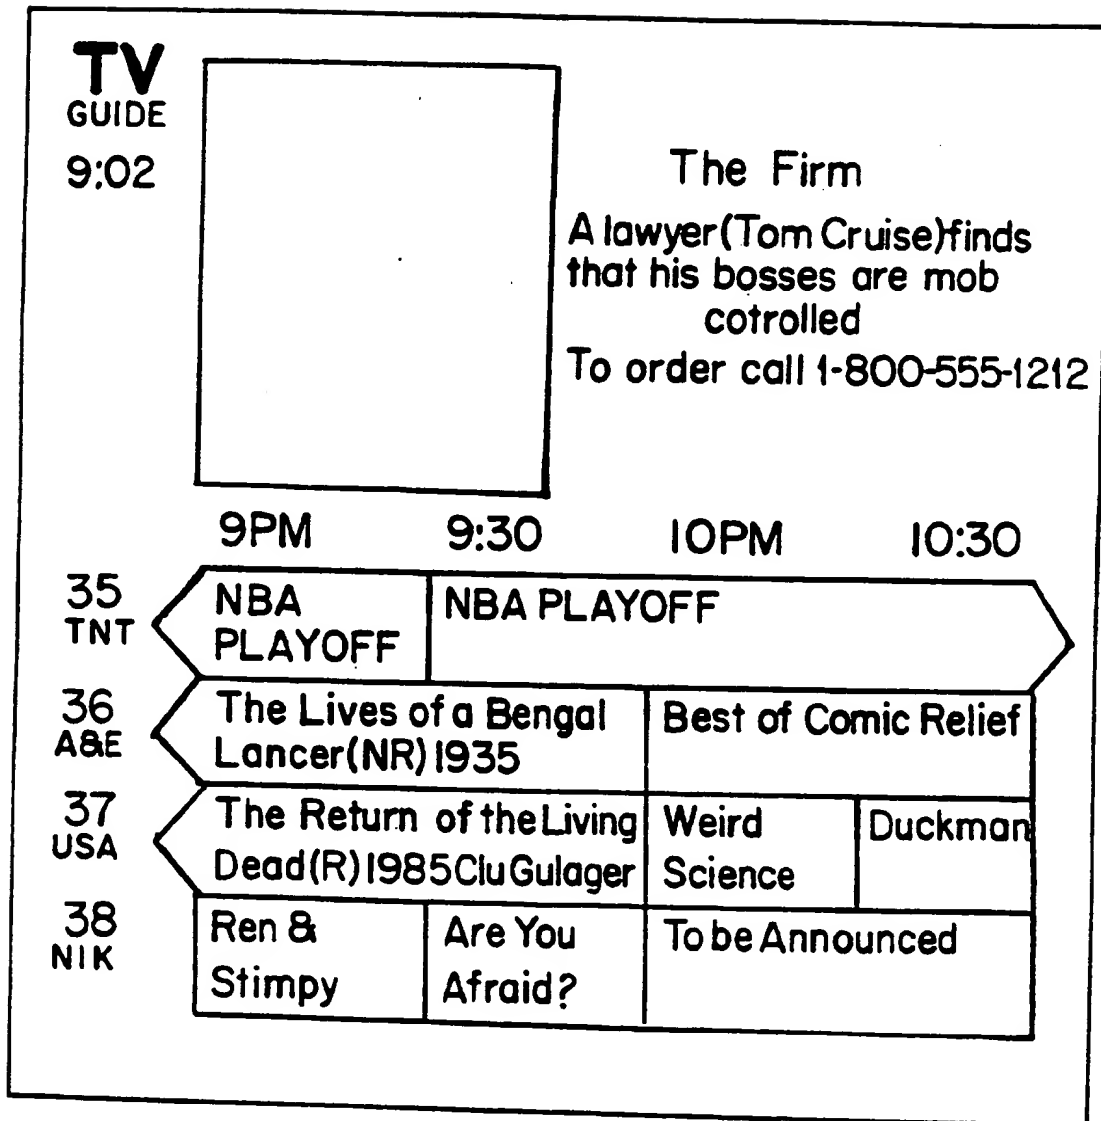 TV
GUIDE
9:02
The Firm
A lawyer(Tom Cruise)finds
that his bosses are mob
cotrolled
To order call 1-800-555-1212
9PM 9:30 10PM 10:30
35
TNT
NBA
PLAYOFF
NBA PLAYOFF
36
A&E
The Lives of a Bengal
Lancer(NR)1935
Best of Comic Relief
37
USA
The Return of the Living
Dead(R)1985CluGulager
Weird
Science
Duckman
38
NIK
Ren &
Stimpy
Are You
Afraid?
To be Announced